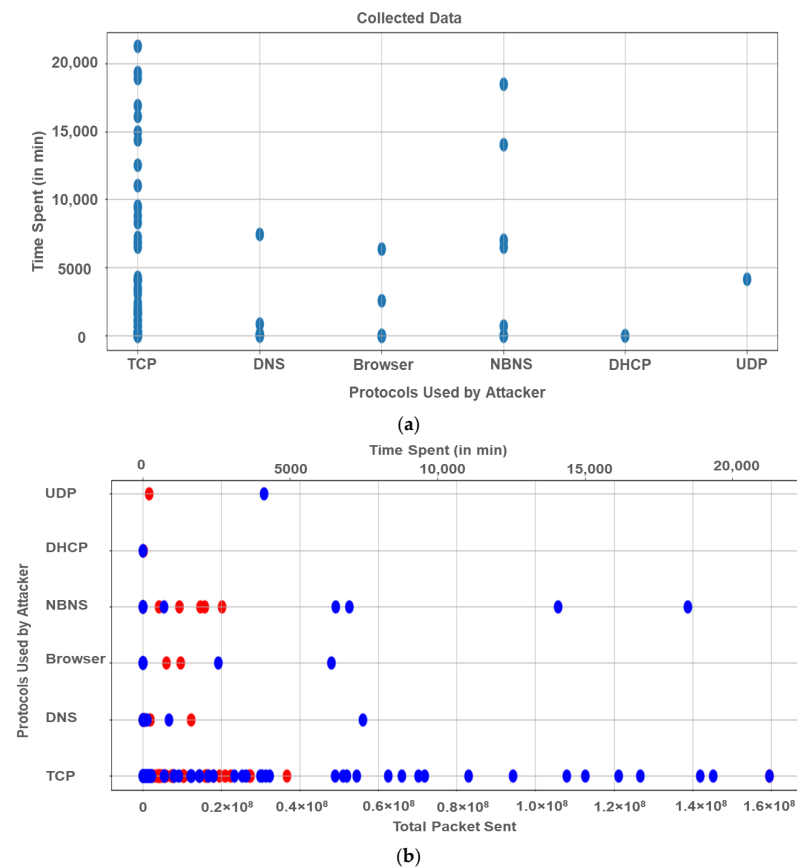 Collected Data
20,000
15,000
10,000
5000
0
Time Spent (in min)
TCP DNS Browser NBNS DHCP UDP
Protocols Used by Attacker
(a)
Time Spent (in min)
0 5000 10,000 15,000 20,000
UDP
DHCP
NBNS
Browser
DNS
TCP
Protocols Used by Attacker
0 0.2×10⁸ 0.4×10⁸ 0.6×10⁸ 0.8×10⁸ 1.0×10⁸ 1.2×10⁸ 1.4×10⁸ 1.6×10⁸
Total Packet Sent
(b)